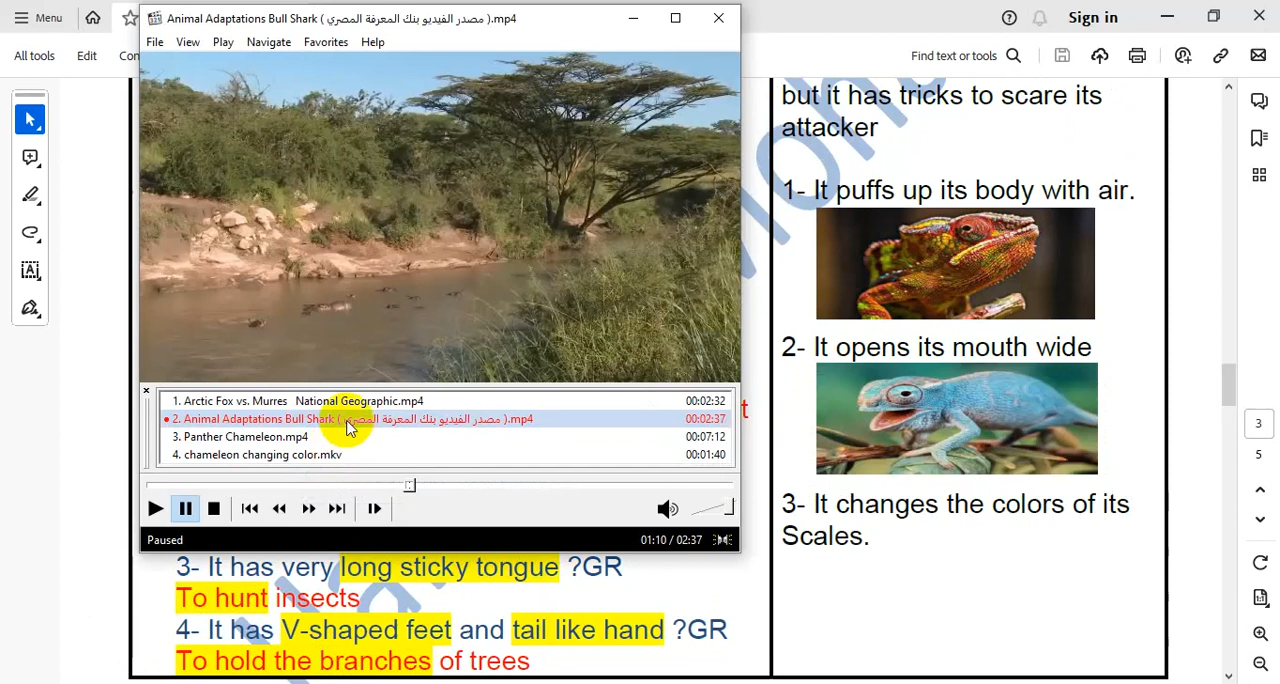 Menu
Sign in
All tools
Edit
Con
Find text or tools
Animal Adaptations Bull Shark ( مصدر الفيديو بنك المعرفة المصري ).mp4
File View Play Navigate Favorites Help
1. Arctic Fox vs. Murres National Geographic.mp4 00:02:32
2. Animal Adaptations Bull Shark ( مصدر الفيديو بنك المعرفة المصري ).mp4 00:02:37
3. Panther Chameleon.mp4 00:07:12
4. chameleon changing color.mkv 00:01:40
Paused 01:10 / 02:37
t
3- It has very long sticky tongue ?GR
To hunt insects
4- It has V-shaped feet and tail like hand ?GR
To hold the branches of trees
but it has tricks to scare its
attacker
1- It puffs up its body with air.
2- It opens its mouth wide
3- It changes the colors of its
Scales.
3
5